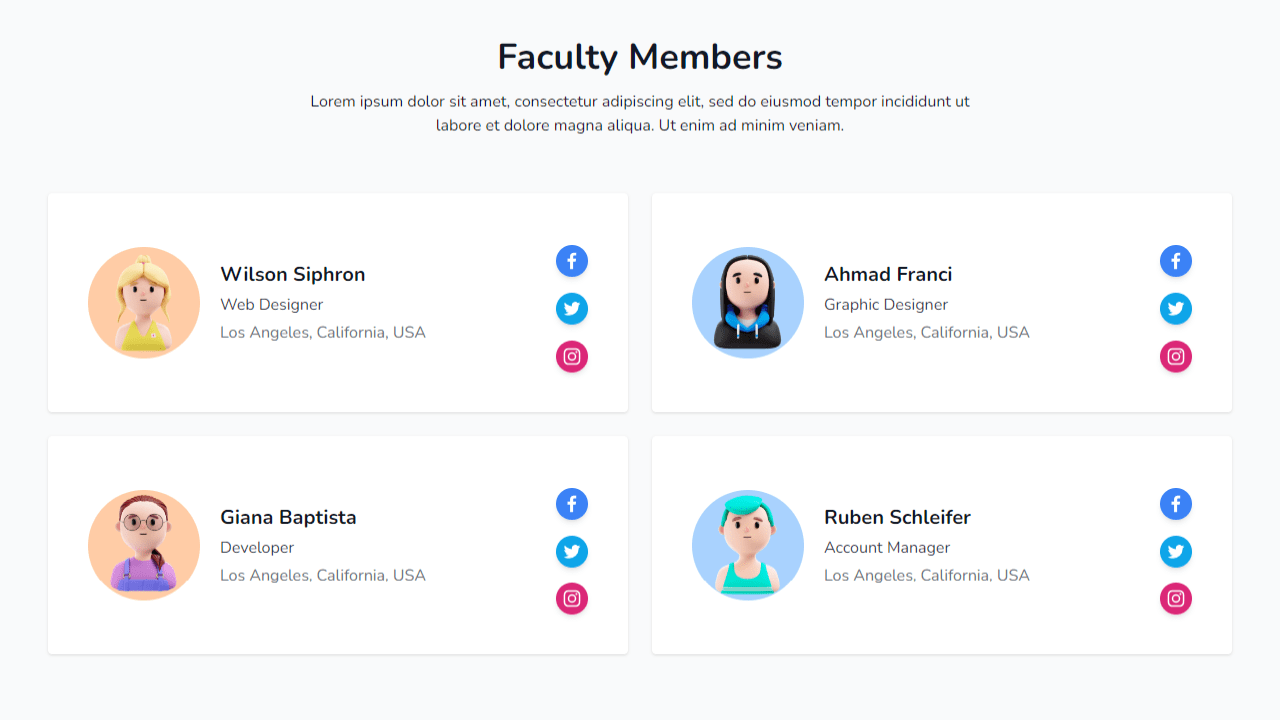 Faculty Members
Lorem ipsum dolor sit amet, consectetur adipiscing elit, sed do eiusmod tempor incididunt ut
labore et dolore magna aliqua. Ut enim ad minim veniam.
Wilson Siphron
Web Designer
Los Angeles, California, USA
Ahmad Franci
Graphic Designer
Los Angeles, California, USA
Giana Baptista
Developer
Los Angeles, California, USA
Ruben Schleifer
Account Manager
Los Angeles, California, USA